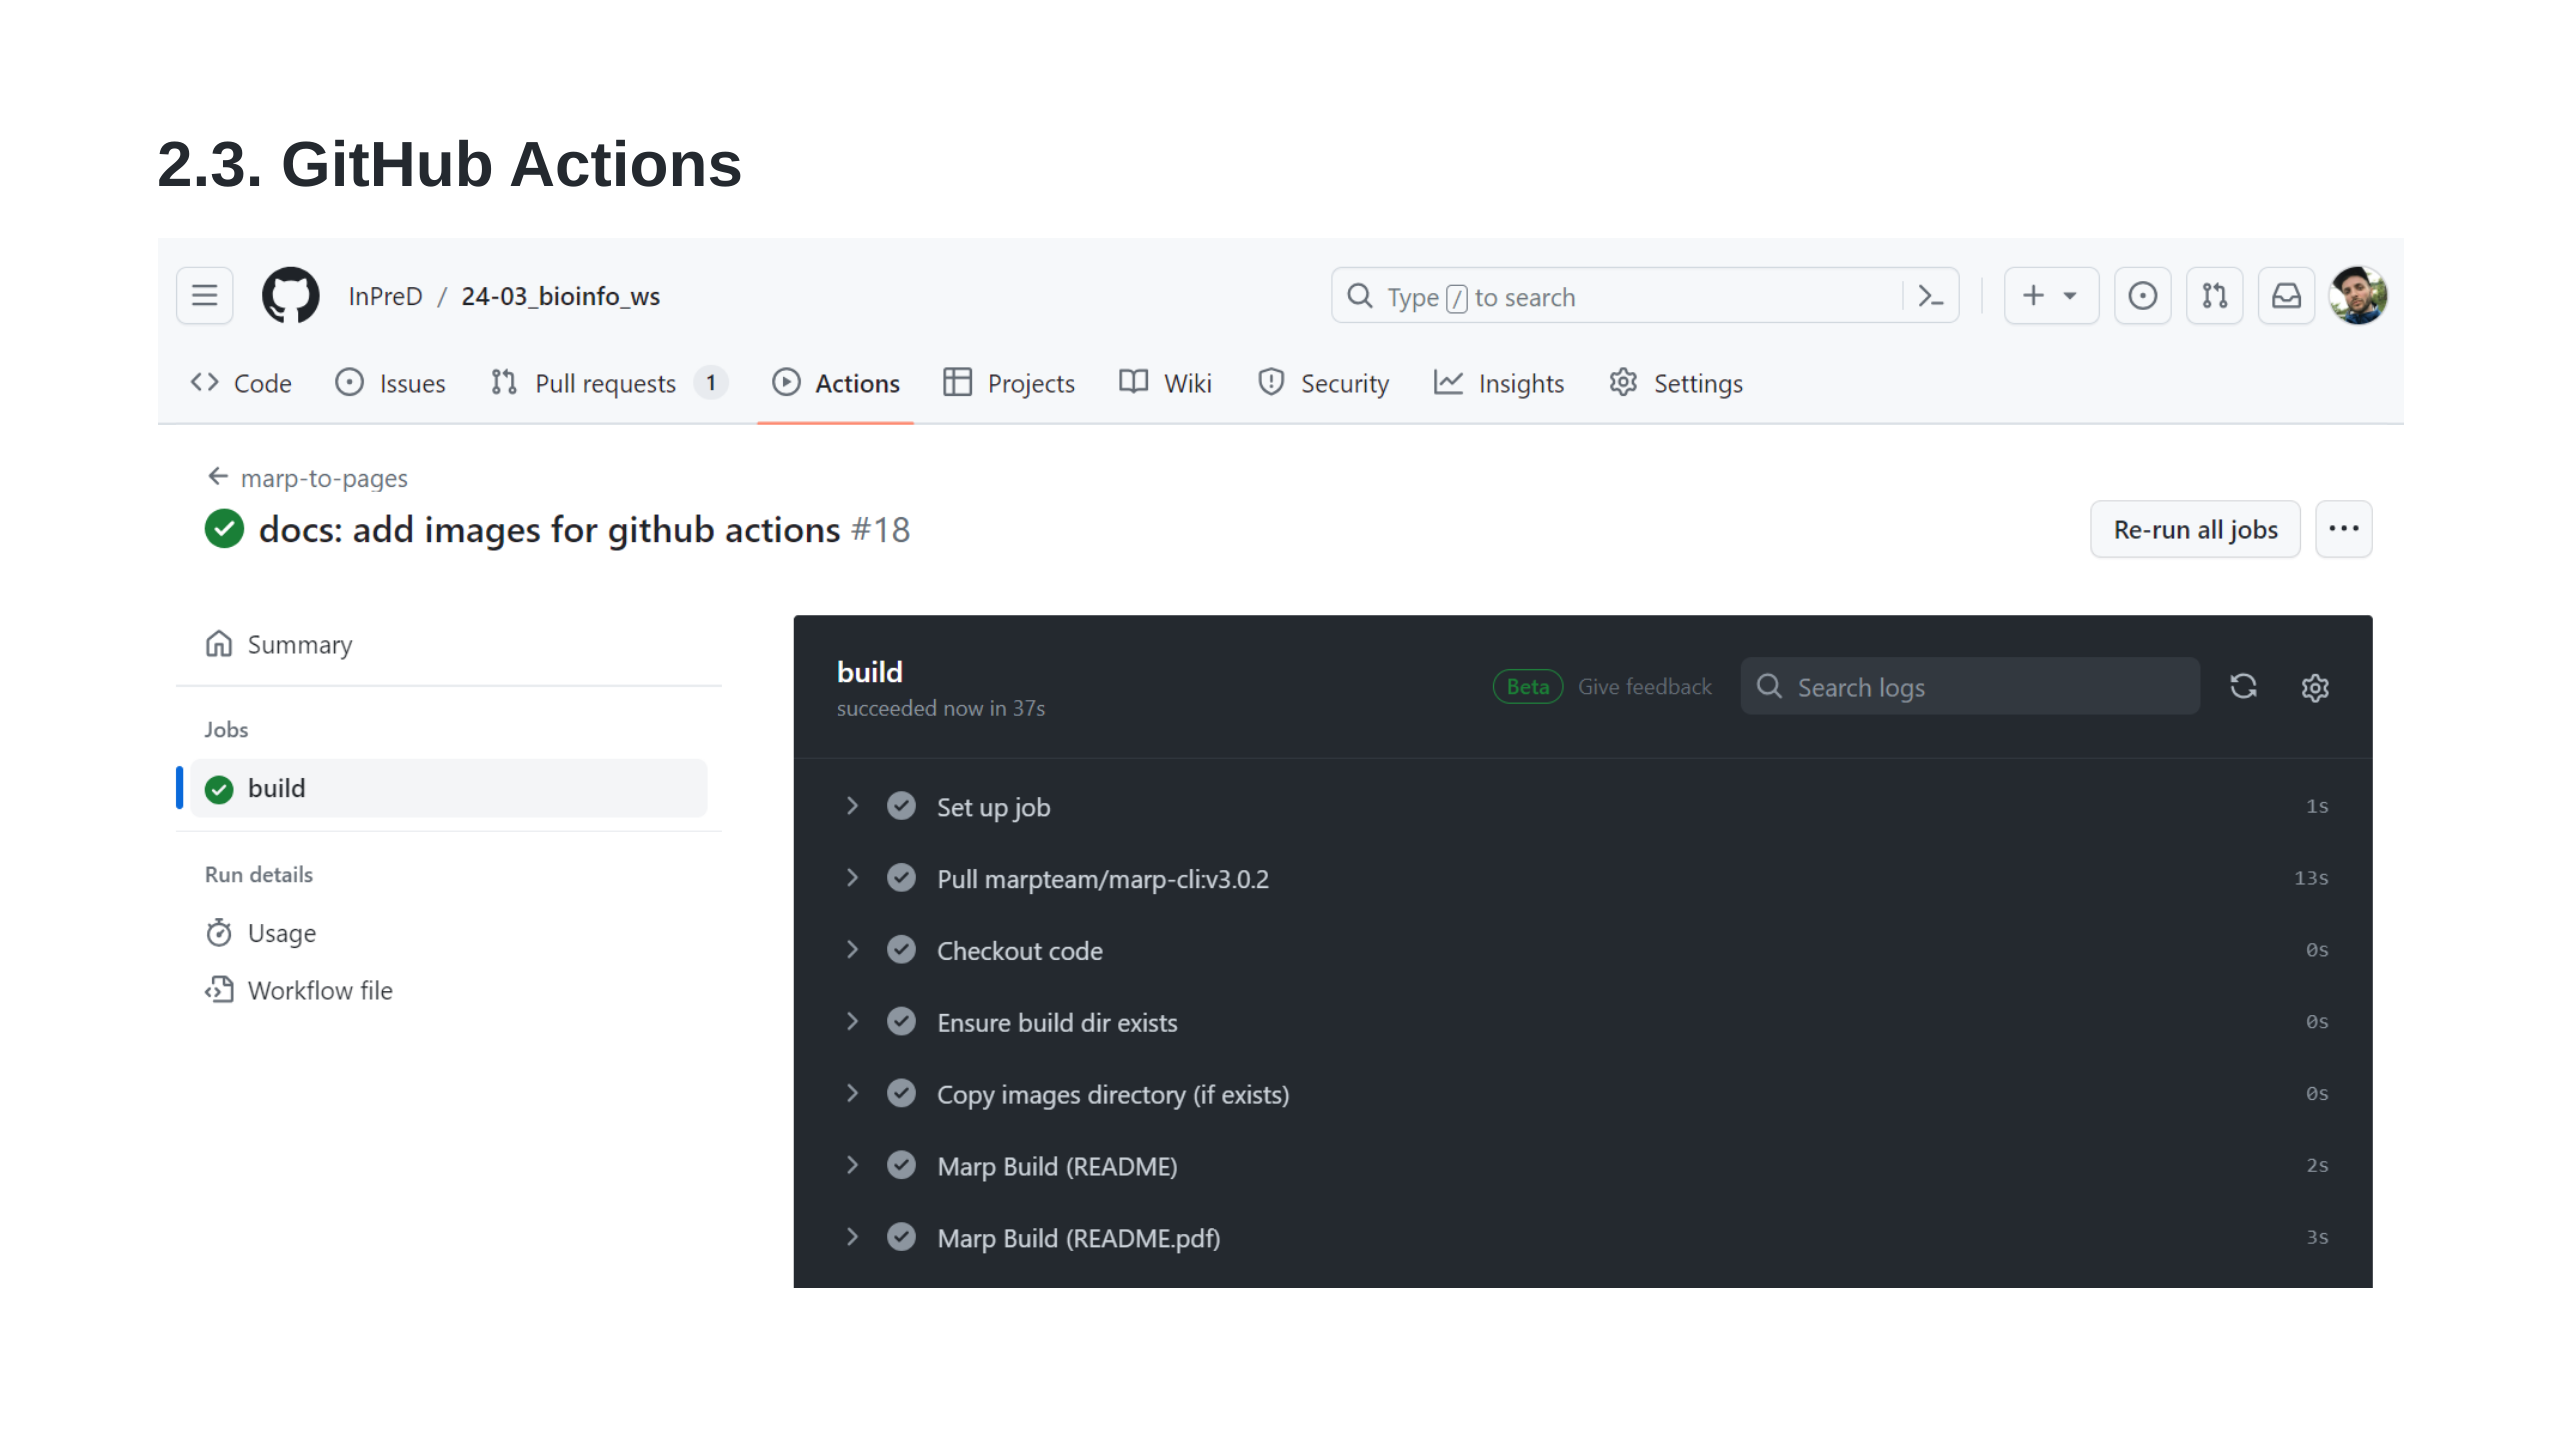 2.3. GitHub Actions
InPreD / 24-03_bioinfo_ws
Type / to search
Code Issues Pull requests 1 Actions Projects Wiki Security Insights Settings
marp-to-pages
docs: add images for github actions #18
Re-run all jobs
Summary
Jobs
build
Run details
Usage
Workflow file
build
succeeded now in 37s
Beta Give feedback
Search logs
Set up job 1s
Pull marpteam/marp-cli:v3.0.2 13s
Checkout code 0s
Ensure build dir exists 0s
Copy images directory (if exists) 0s
Marp Build (README) 2s
Marp Build (README.pdf) 3s